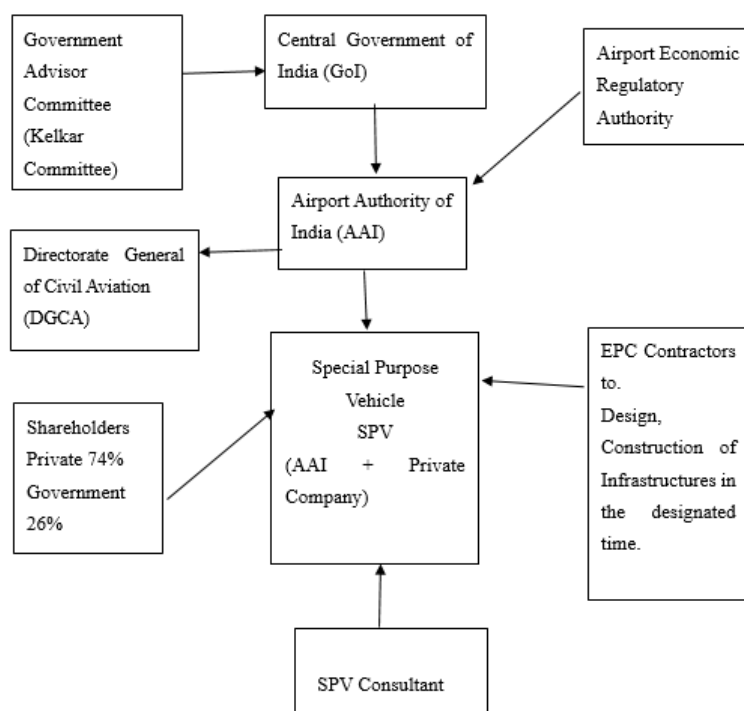 Government
Advisor
Committee
(Kelkar
Committee)
Central Government of
India (GoI)
Airport Economic
Regulatory
Authority
Airport Authority of
India (AAI)
Directorate General
of Civil Aviation
(DGCA)
Special Purpose
Vehicle
SPV
(AAI + Private
Company)
EPC Contractors
to.
Design,
Construction of
Infrastructures in
the designated
time.
Shareholders
Private 74%
Government
26%
SPV Consultant